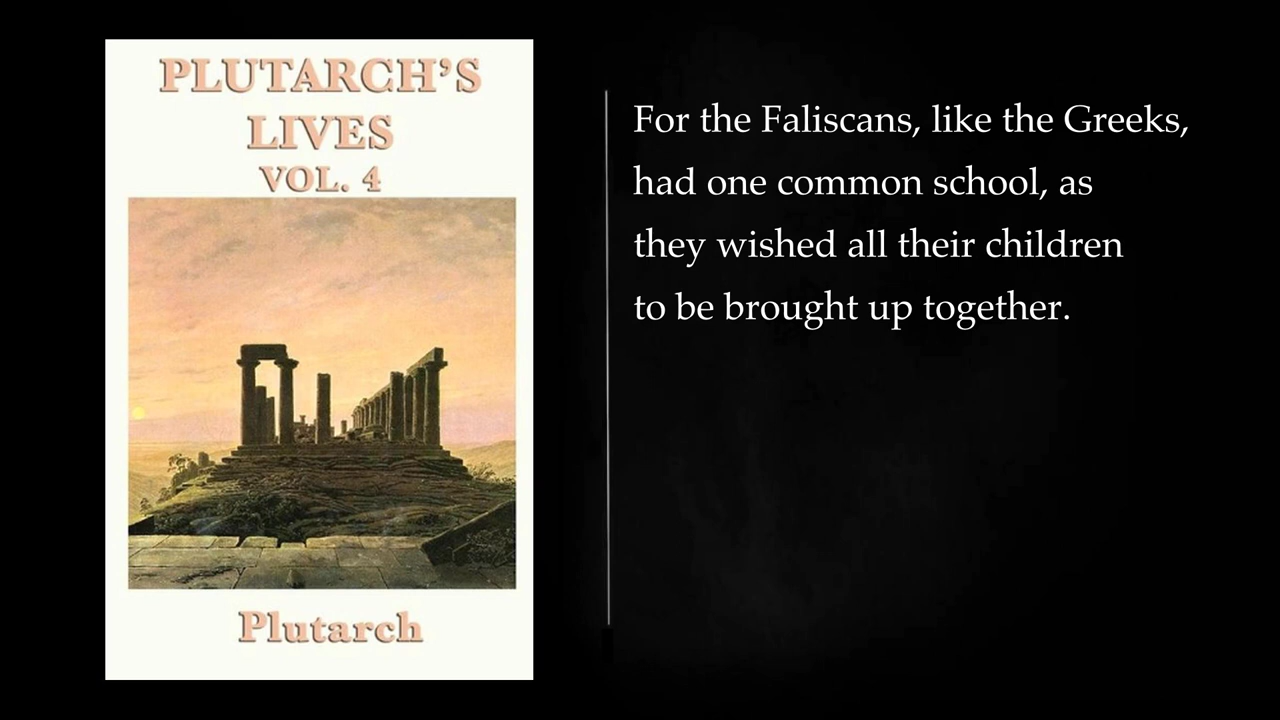 PLUTARCH'S
LIVES
VOL. 4
Plutarch
For the Faliscans, like the Greeks,
had one common school, as
they wished all their children
to be brought up together.